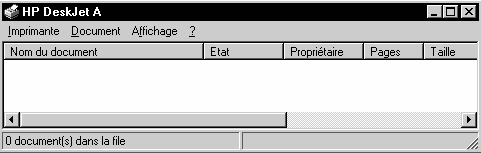 HP DeskJet A
Imprimante Document Affichage ?
Nom du document Etat Propriétaire Pages Taille
0 document(s) dans la file